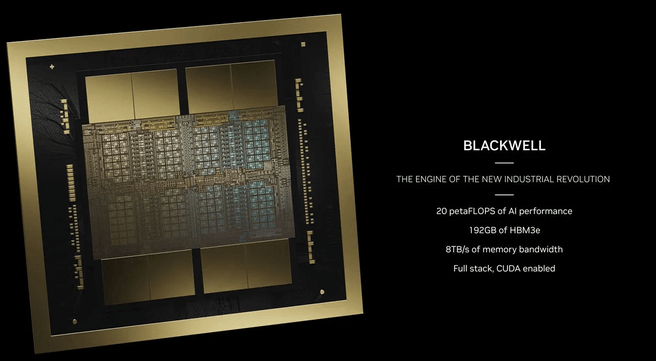 BLACKWELL
THE ENGINE OF THE NEW INDUSTRIAL REVOLUTION
20 petaFLOPS of AI performance
192GB of HBM3e
8TB/s of memory bandwidth
Full stack, CUDA enabled